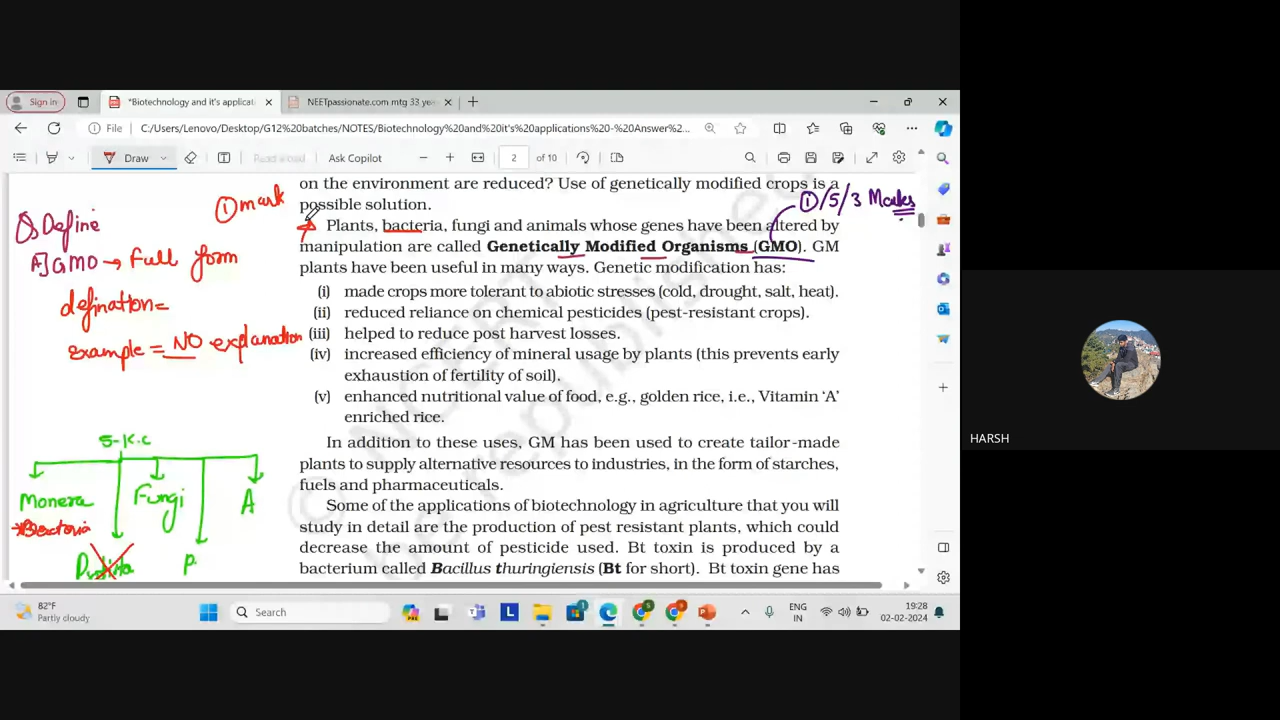 Sign in
*Biotechnology and it's applicati
NEETpassionate.com mtg 33 ye
File
C:/Users/Lenovo/Desktop/G12%20batches/NOTES/Biotechnology%20and%20it's%20applications%20-%20Answer%2...
Draw
Read aloud
Ask Copilot
2
of 10
on the environment are reduced? Use of genetically modified crops is a
possible solution.
Plants, bacteria, fungi and animals whose genes have been altered by
manipulation are called Genetically Modified Organisms (GMO). GM
plants have been useful in many ways. Genetic modification has:
(i) made crops more tolerant to abiotic stresses (cold, drought, salt, heat).
(ii) reduced reliance on chemical pesticides (pest-resistant crops).
(iii) helped to reduce post harvest losses.
(iv) increased efficiency of mineral usage by plants (this prevents early
exhaustion of fertility of soil).
(v) enhanced nutritional value of food, e.g., golden rice, i.e., Vitamin 'A'
enriched rice.
In addition to these uses, GM has been used to create tailor-made
plants to supply alternative resources to industries, in the form of starches,
fuels and pharmaceuticals.
Some of the applications of biotechnology in agriculture that you will
study in detail are the production of pest resistant plants, which could
decrease the amount of pesticide used. Bt toxin is produced by a
bacterium called Bacillus thuringiensis (Bt for short). Bt toxin gene has
① mark
①/5/3 Marks
Q. Define
A] GMO → Full form
defination =
example = NO explanation
5-K.C
Monera
Fungi
A
Bacteria
P
© NCERT
be republished
HARSH
82°F
Partly cloudy
Search
ENG
IN
19:28
02-02-2024